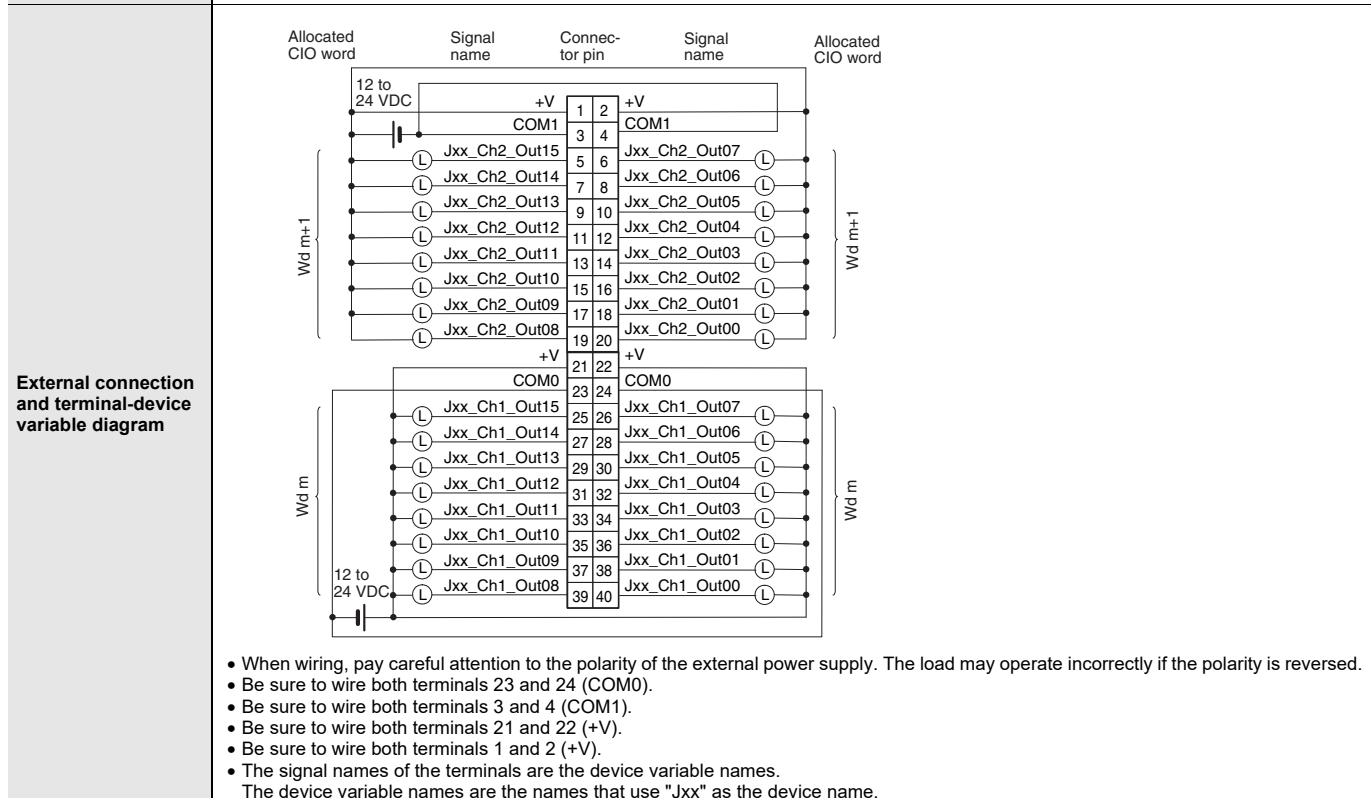 External connection
and terminal-device
variable diagram
Allocated
CIO word
Signal
name
Connec-
tor pin
Signal
name
Allocated
CIO word
12 to
24 VDC
+V 1 2 +V
COM1 3 4 COM1
Jxx_Ch2_Out15 5 6 Jxx_Ch2_Out07
L L
Jxx_Ch2_Out14 7 8 Jxx_Ch2_Out06
L L
Jxx_Ch2_Out13 9 10 Jxx_Ch2_Out05
L L
Jxx_Ch2_Out12 11 12 Jxx_Ch2_Out04
L L
Jxx_Ch2_Out11 13 14 Jxx_Ch2_Out03
L L
Jxx_Ch2_Out10 15 16 Jxx_Ch2_Out02
L L
Jxx_Ch2_Out09 17 18 Jxx_Ch2_Out01
L L
Jxx_Ch2_Out08 19 20 Jxx_Ch2_Out00
L L
Wd m+1
Wd m+1
+V 21 22 +V
COM0 23 24 COM0
Jxx_Ch1_Out15 25 26 Jxx_Ch1_Out07
L L
Jxx_Ch1_Out14 27 28 Jxx_Ch1_Out06
L L
Jxx_Ch1_Out13 29 30 Jxx_Ch1_Out05
L L
Jxx_Ch1_Out12 31 32 Jxx_Ch1_Out04
L L
Jxx_Ch1_Out11 33 34 Jxx_Ch1_Out03
L L
Jxx_Ch1_Out10 35 36 Jxx_Ch1_Out02
L L
Jxx_Ch1_Out09 37 38 Jxx_Ch1_Out01
L L
Jxx_Ch1_Out08 39 40 Jxx_Ch1_Out00
L L
Wd m
Wd m
12 to
24 VDC
• When wiring, pay careful attention to the polarity of the external power supply. The load may operate incorrectly if the polarity is reversed.
• Be sure to wire both terminals 23 and 24 (COM0).
• Be sure to wire both terminals 3 and 4 (COM1).
• Be sure to wire both terminals 21 and 22 (+V).
• Be sure to wire both terminals 1 and 2 (+V).
• The signal names of the terminals are the device variable names.
The device variable names are the names that use "Jxx" as the device name.